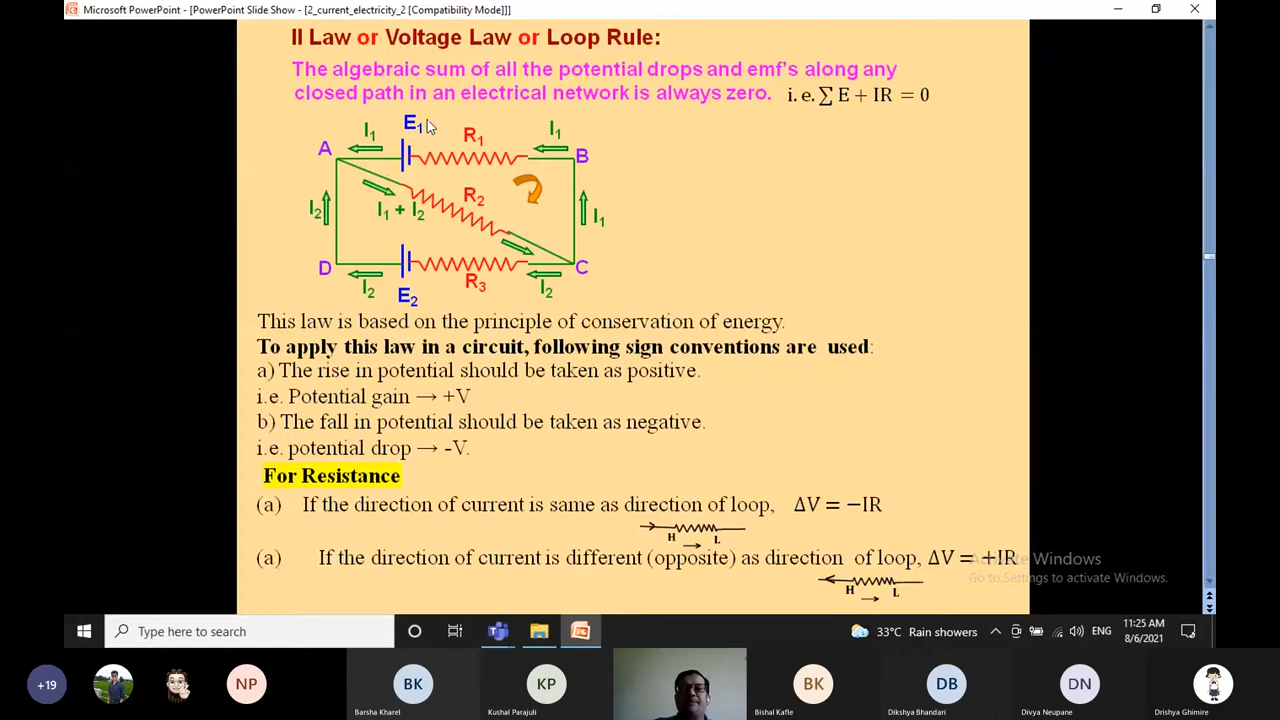 Microsoft PowerPoint - [PowerPoint Slide Show - [2_current_electricity_2 [Compatibility Mode]]]
II Law or Voltage Law or Loop Rule:
The algebraic sum of all the potential drops and emf's along any
closed path in an electrical network is always zero. i. e. ∑ E + IR = 0
I₁ E₁ R₁ I₁
A B
I₂ I₁ + I₂ R₂ I₁
D C
I₂ E₂ R₃ I₂
This law is based on the principle of conservation of energy.
To apply this law in a circuit, following sign conventions are used:
a) The rise in potential should be taken as positive.
i.e. Potential gain → +V
b) The fall in potential should be taken as negative.
i.e. potential drop → -V.
For Resistance
(a) If the direction of current is same as direction of loop, ΔV = −IR
H L
(a) If the direction of current is different (opposite) as direction of loop, ΔV = +IR
H L
Activate Windows
Go to Settings to activate Windows.
Type here to search
33°C Rain showers
ENG
11:25 AM
8/6/2021
+19
NP
BK
Barsha Kharel
KP
Kushal Parajuli
BK
Bishal Kafle
DB
Dikshya Bhandari
DN
Divya Neupane
Drishya Ghimire